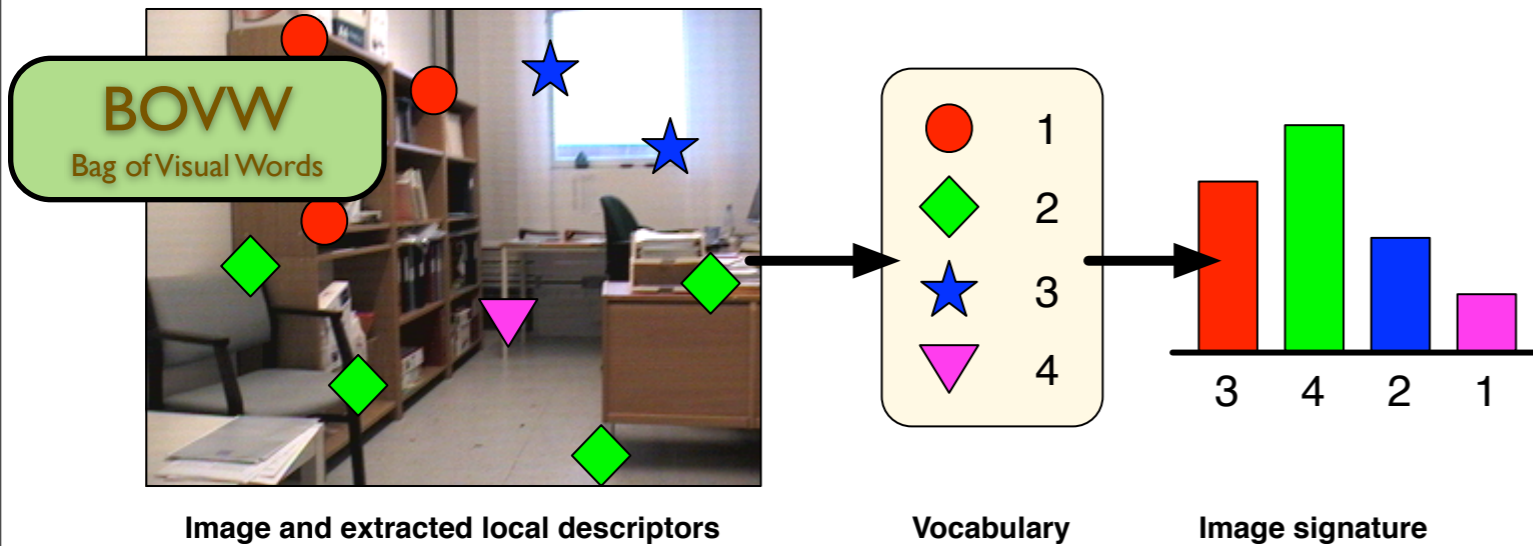 BOVW
Bag of Visual Words
1
2
3
4
3 4 2 1
Image and extracted local descriptors
Vocabulary
Image signature